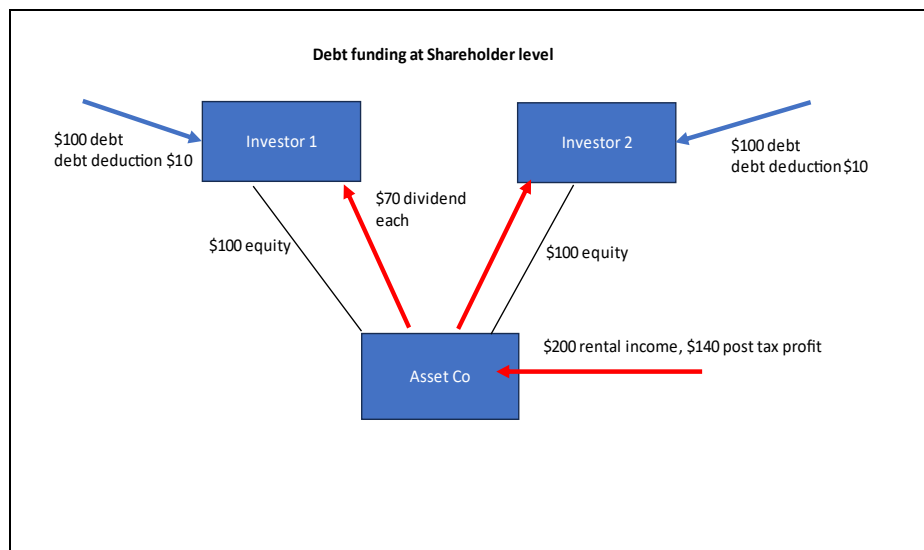 Debt funding at Shareholder level
$100 debt
debt deduction $10
Investor 1
Investor 2
$100 debt
debt deduction $10
$70 dividend
each
$100 equity
$100 equity
$200 rental income, $140 post tax profit
Asset Co